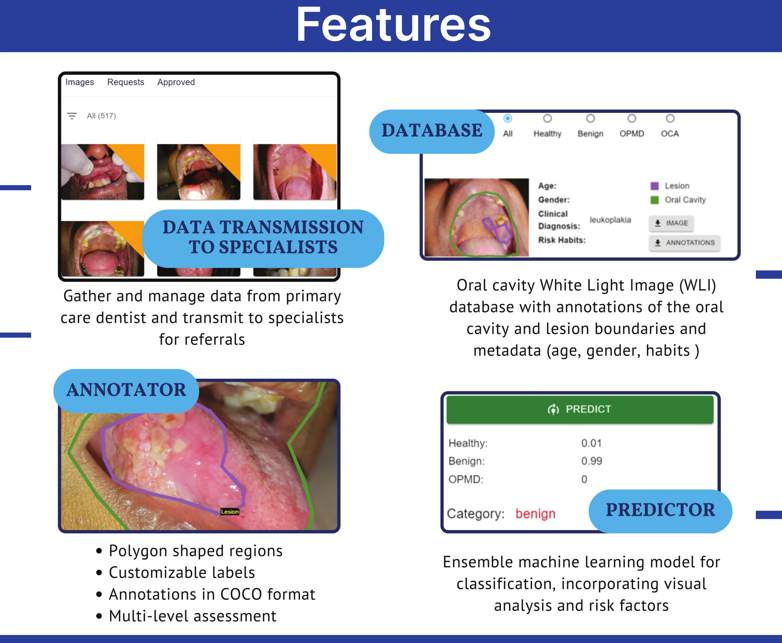 Features
Images Requests Approved
All (517)
DATA TRANSMISSION
TO SPECIALISTS
Gather and manage data from primary
care dentist and transmit to specialists
for referrals
DATABASE
All Healthy Benign OPMD OCA
Age:
Gender:
Clinical
Diagnosis: leukoplakia
Risk Habits:
Lesion
Oral Cavity
IMAGE
ANNOTATIONS
Oral cavity White Light Image (WLI)
database with annotations of the oral
cavity and lesion boundaries and
metadata (age, gender, habits )
ANNOTATOR
Lesion
• Polygon shaped regions
• Customizable labels
• Annotations in COCO format
• Multi-level assessment
PREDICT
Healthy: 0.01
Benign: 0.99
OPMD: 0
Category: benign
PREDICTOR
Ensemble machine learning model for
classification, incorporating visual
analysis and risk factors